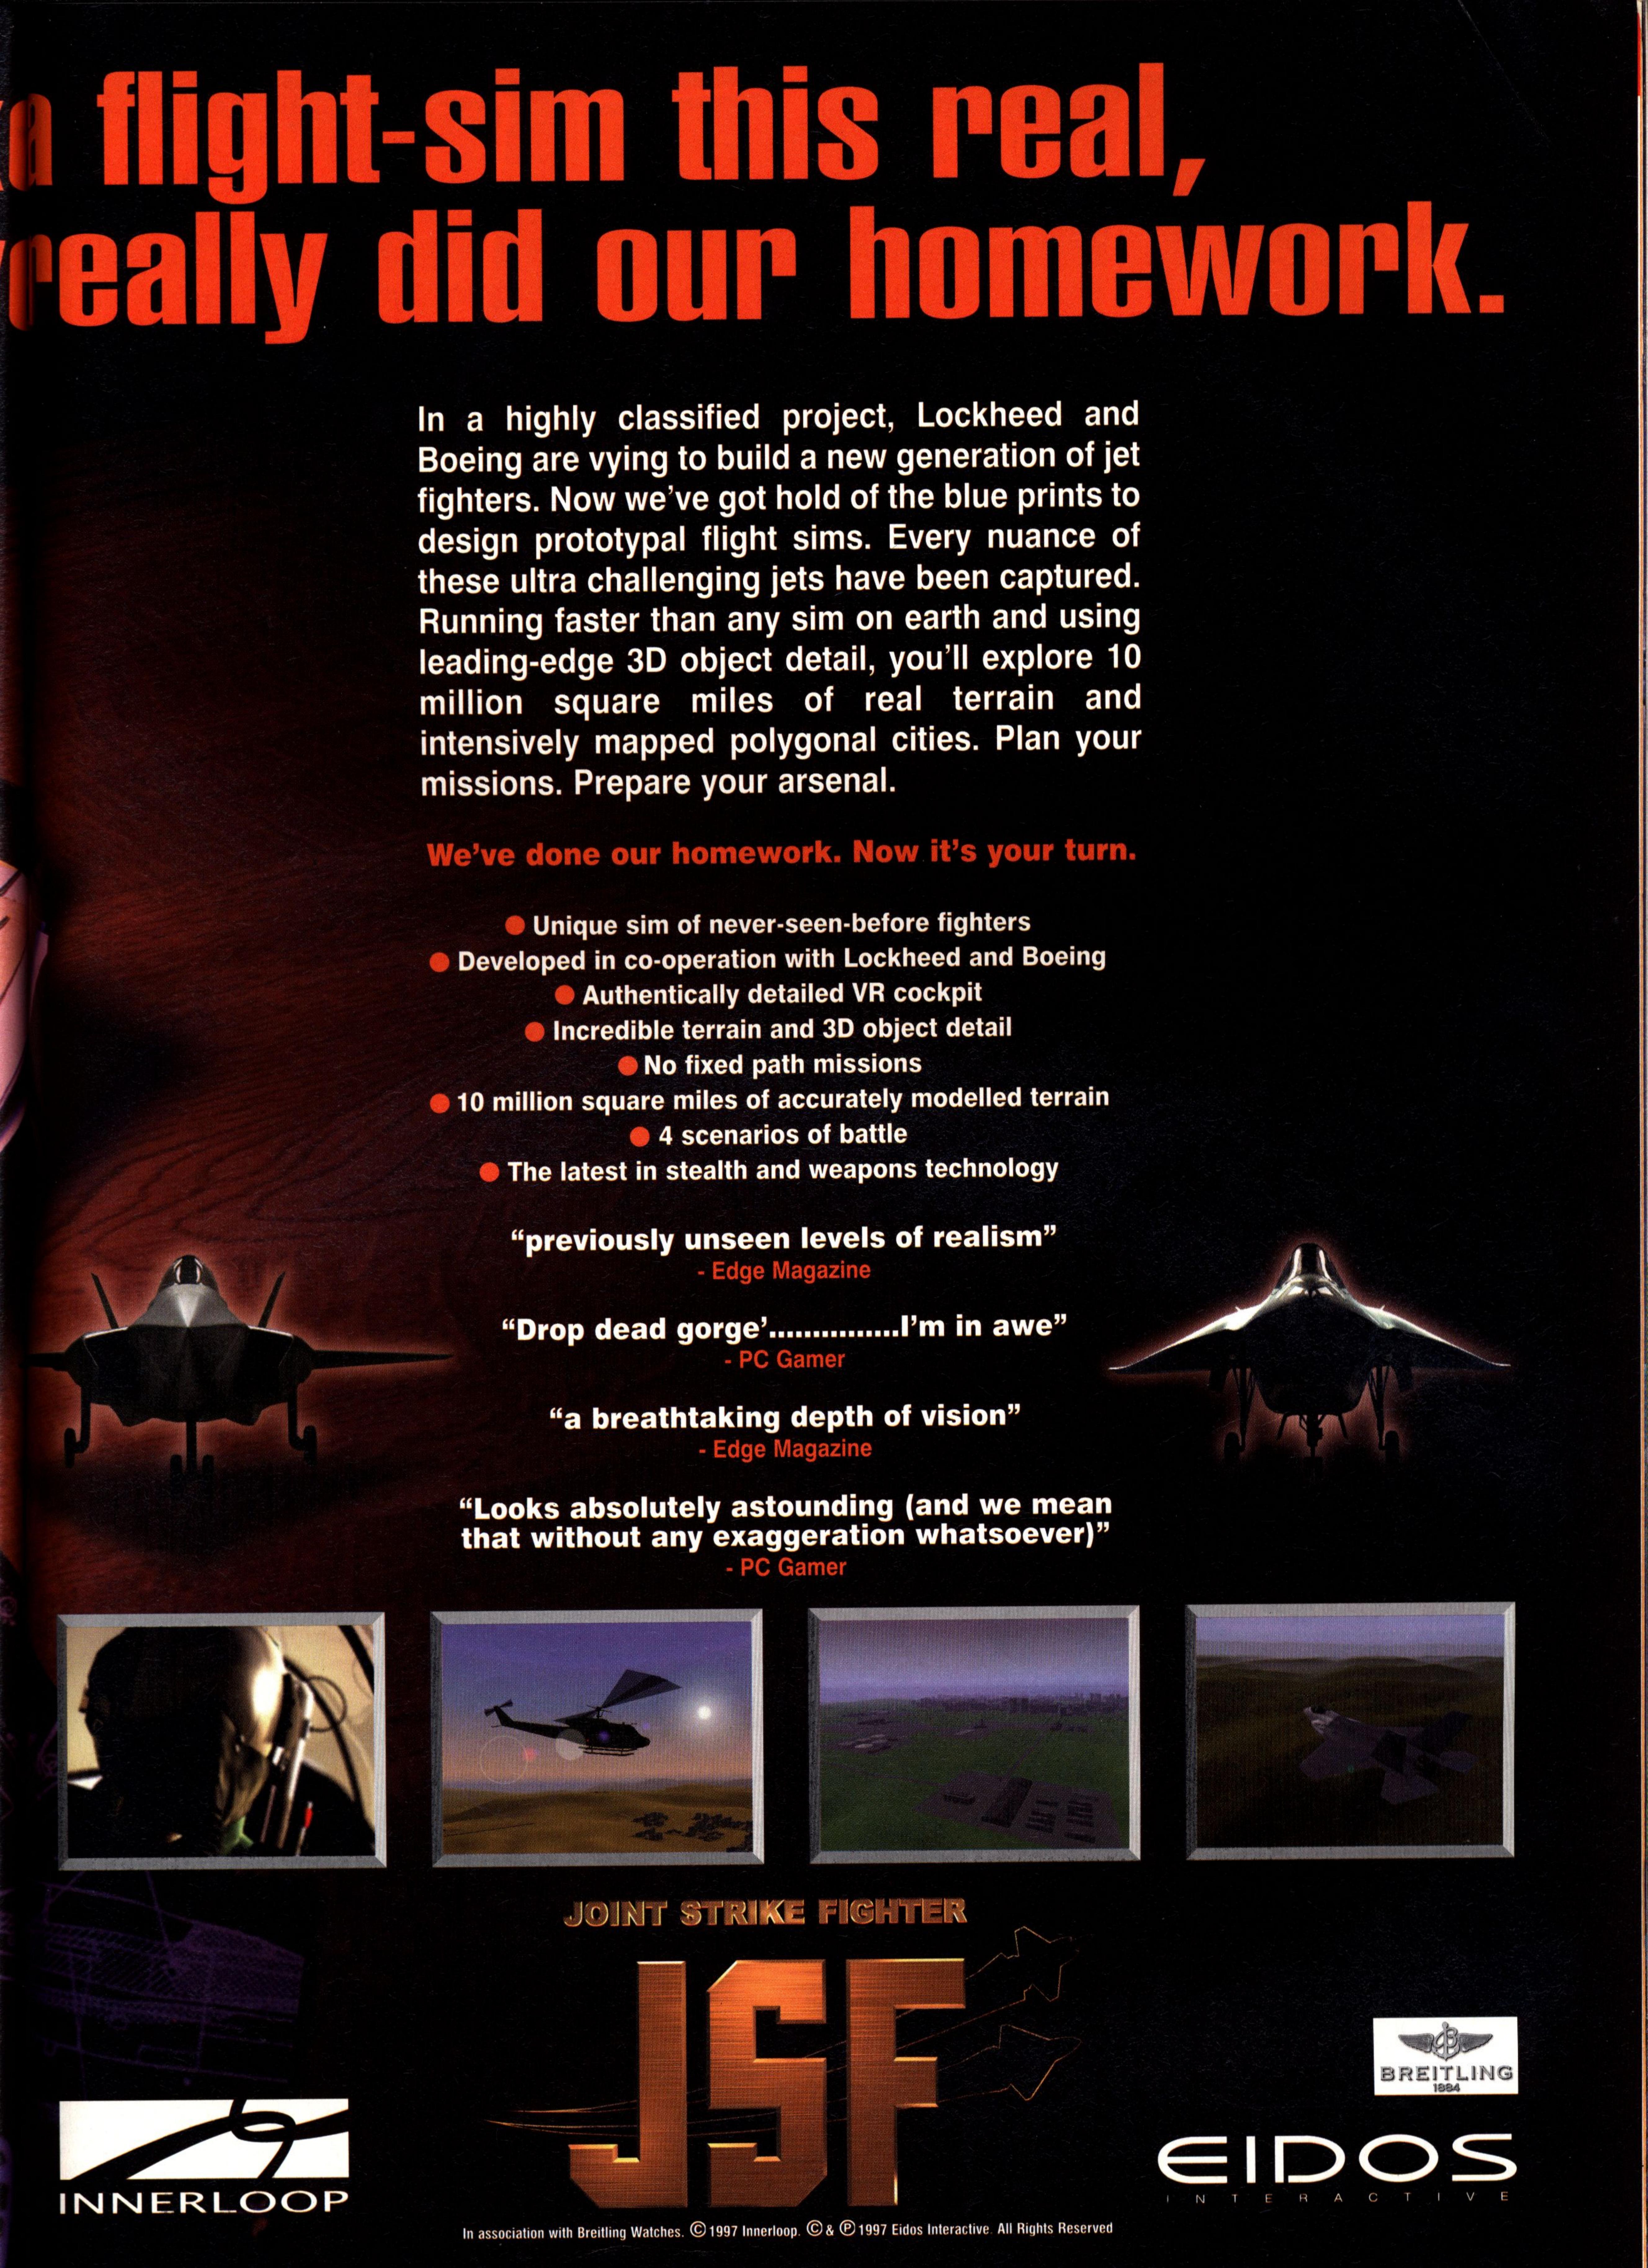 a flight-sim this real,
really did our homework.
In a highly classified project, Lockheed and
Boeing are vying to build a new generation of jet
fighters. Now we've got hold of the blue prints to
design prototypal flight sims. Every nuance of
these ultra challenging jets have been captured.
Running faster than any sim on earth and using
leading-edge 3D object detail, you'll explore 10
million square miles of real terrain and
intensively mapped polygonal cities. Plan your
missions. Prepare your arsenal.
We've done our homework. Now it's your turn.
● Unique sim of never-seen-before fighters
● Developed in co-operation with Lockheed and Boeing
● Authentically detailed VR cockpit
● Incredible terrain and 3D object detail
● No fixed path missions
● 10 million square miles of accurately modelled terrain
● 4 scenarios of battle
● The latest in stealth and weapons technology
“previously unseen levels of realism”
- Edge Magazine
“Drop dead gorge’...............I’m in awe”
- PC Gamer
“a breathtaking depth of vision”
- Edge Magazine
“Looks absolutely astounding (and we mean
that without any exaggeration whatsoever)”
- PC Gamer
JOINT STRIKE FIGHTER
JSF
BREITLING
1884
INNERLOOP
EIDOS
INTERACTIVE
In association with Breitling Watches. © 1997 Innerloop. © & ℗ 1997 Eidos Interactive. All Rights Reserved